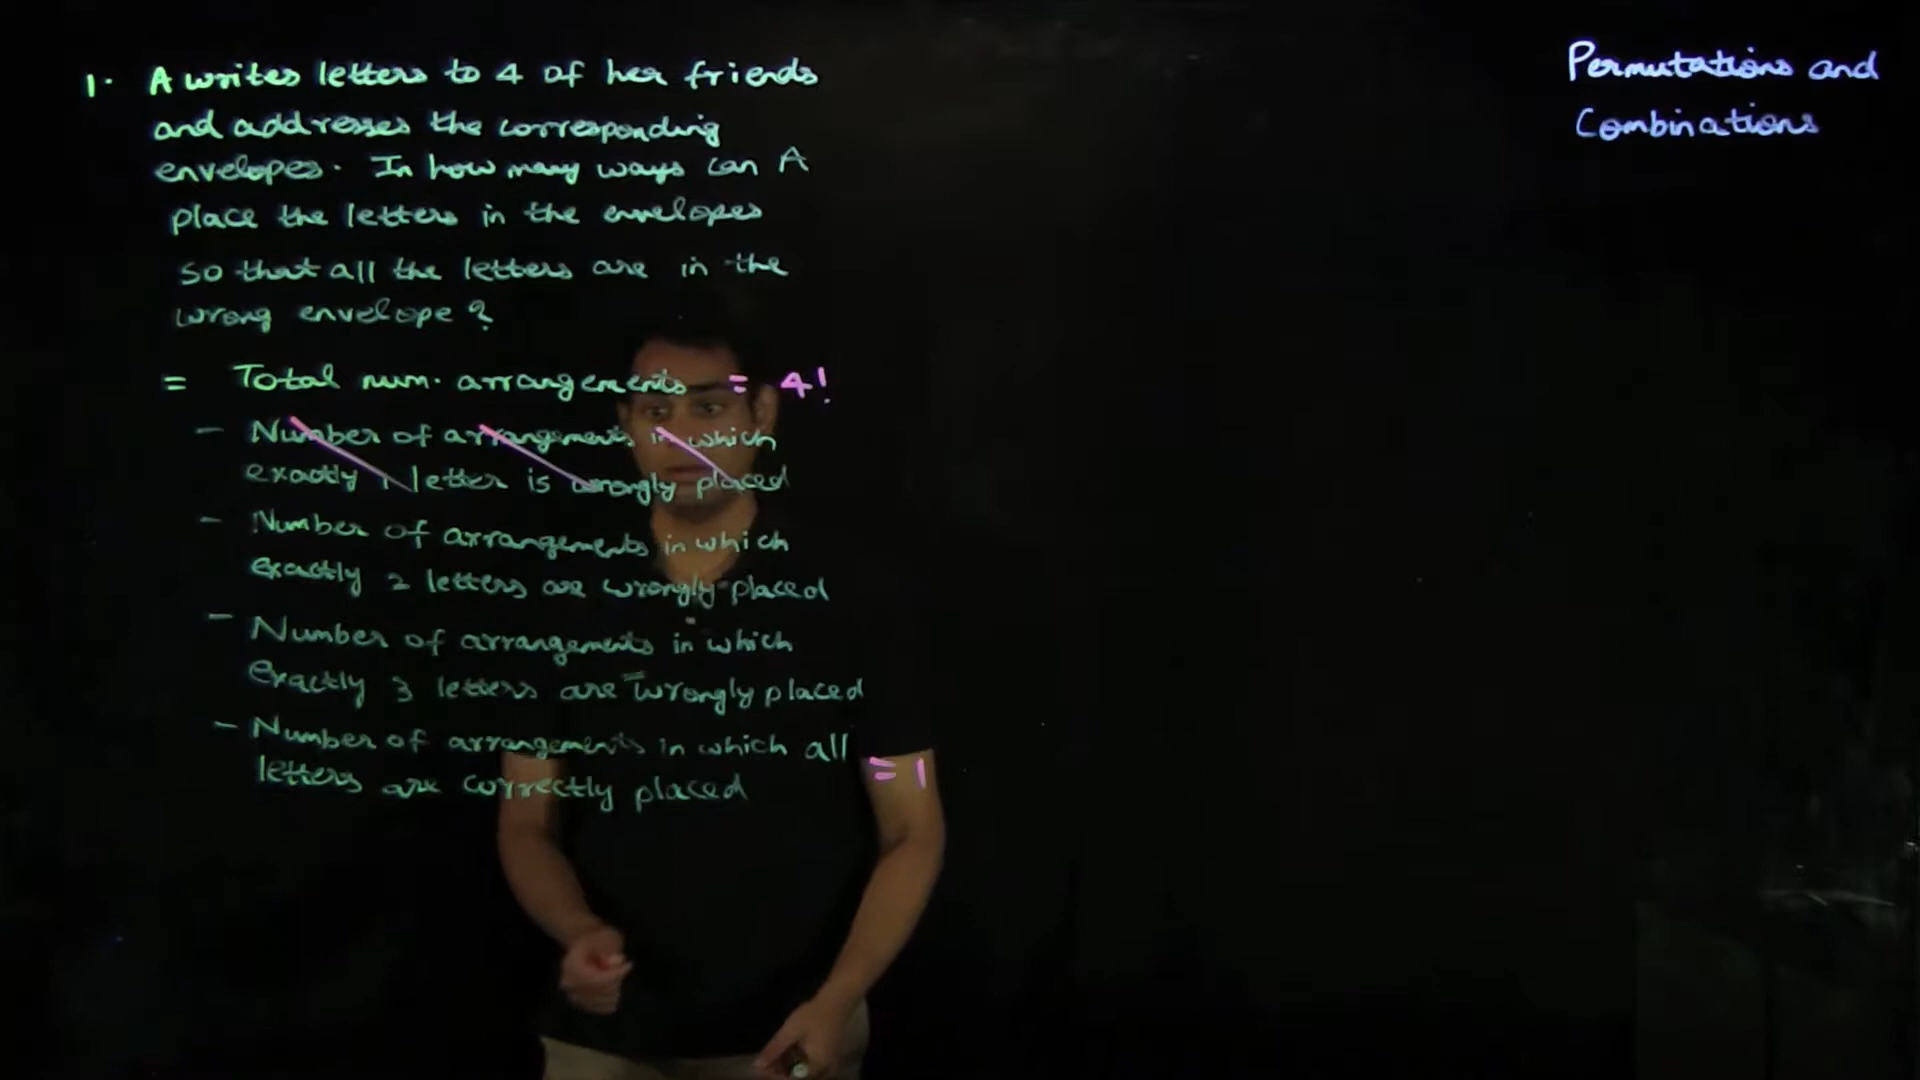 1. A writes letters to 4 of her friends
and addresses the corresponding
envelopes. In how many ways can A
place the letters in the envelopes
so that all the letters are in the
wrong envelope?
= Total num. arrangements = 4!
- Number of arrangements in which
exactly 1 letter is wrongly placed
- Number of arrangements in which
exactly 2 letters are wrongly placed
- Number of arrangements in which
exactly 3 letters are wrongly placed
- Number of arrangements in which all
letters are correctly placed = 1
Permutations and
Combinations